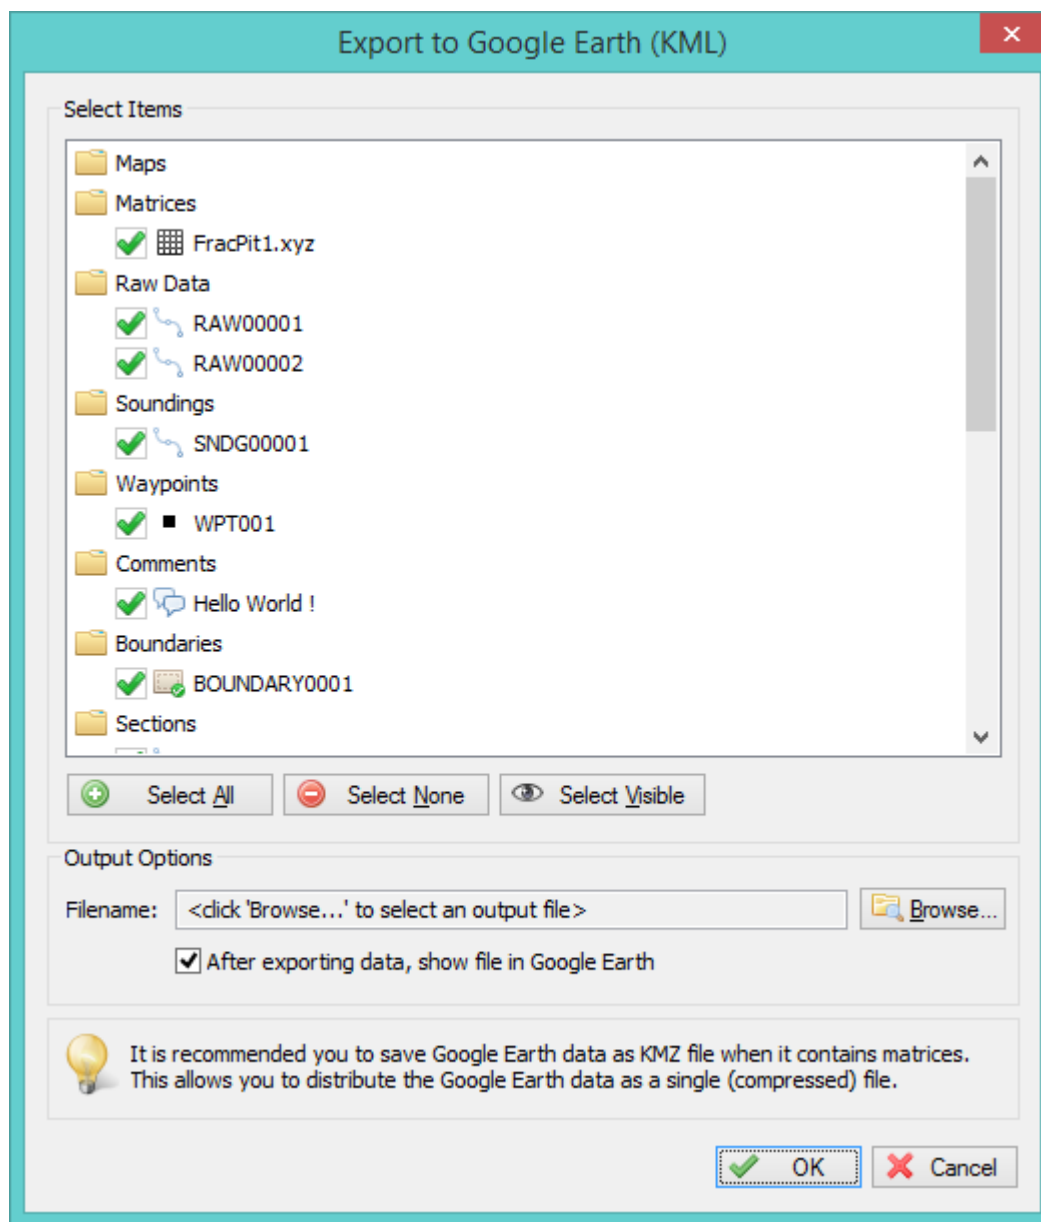 Export to Google Earth (KML)
Select Items
Maps
Matrices
FracPit1.xyz
Raw Data
RAW00001
RAW00002
Soundings
SNDG00001
Waypoints
WPT001
Comments
Hello World !
Boundaries
BOUNDARY0001
Sections
Select All
Select None
Select Visible
Output Options
Filename:
<click 'Browse...' to select an output file>
Browse...
After exporting data, show file in Google Earth
It is recommended you to save Google Earth data as KMZ file when it contains matrices.
This allows you to distribute the Google Earth data as a single (compressed) file.
OK
Cancel